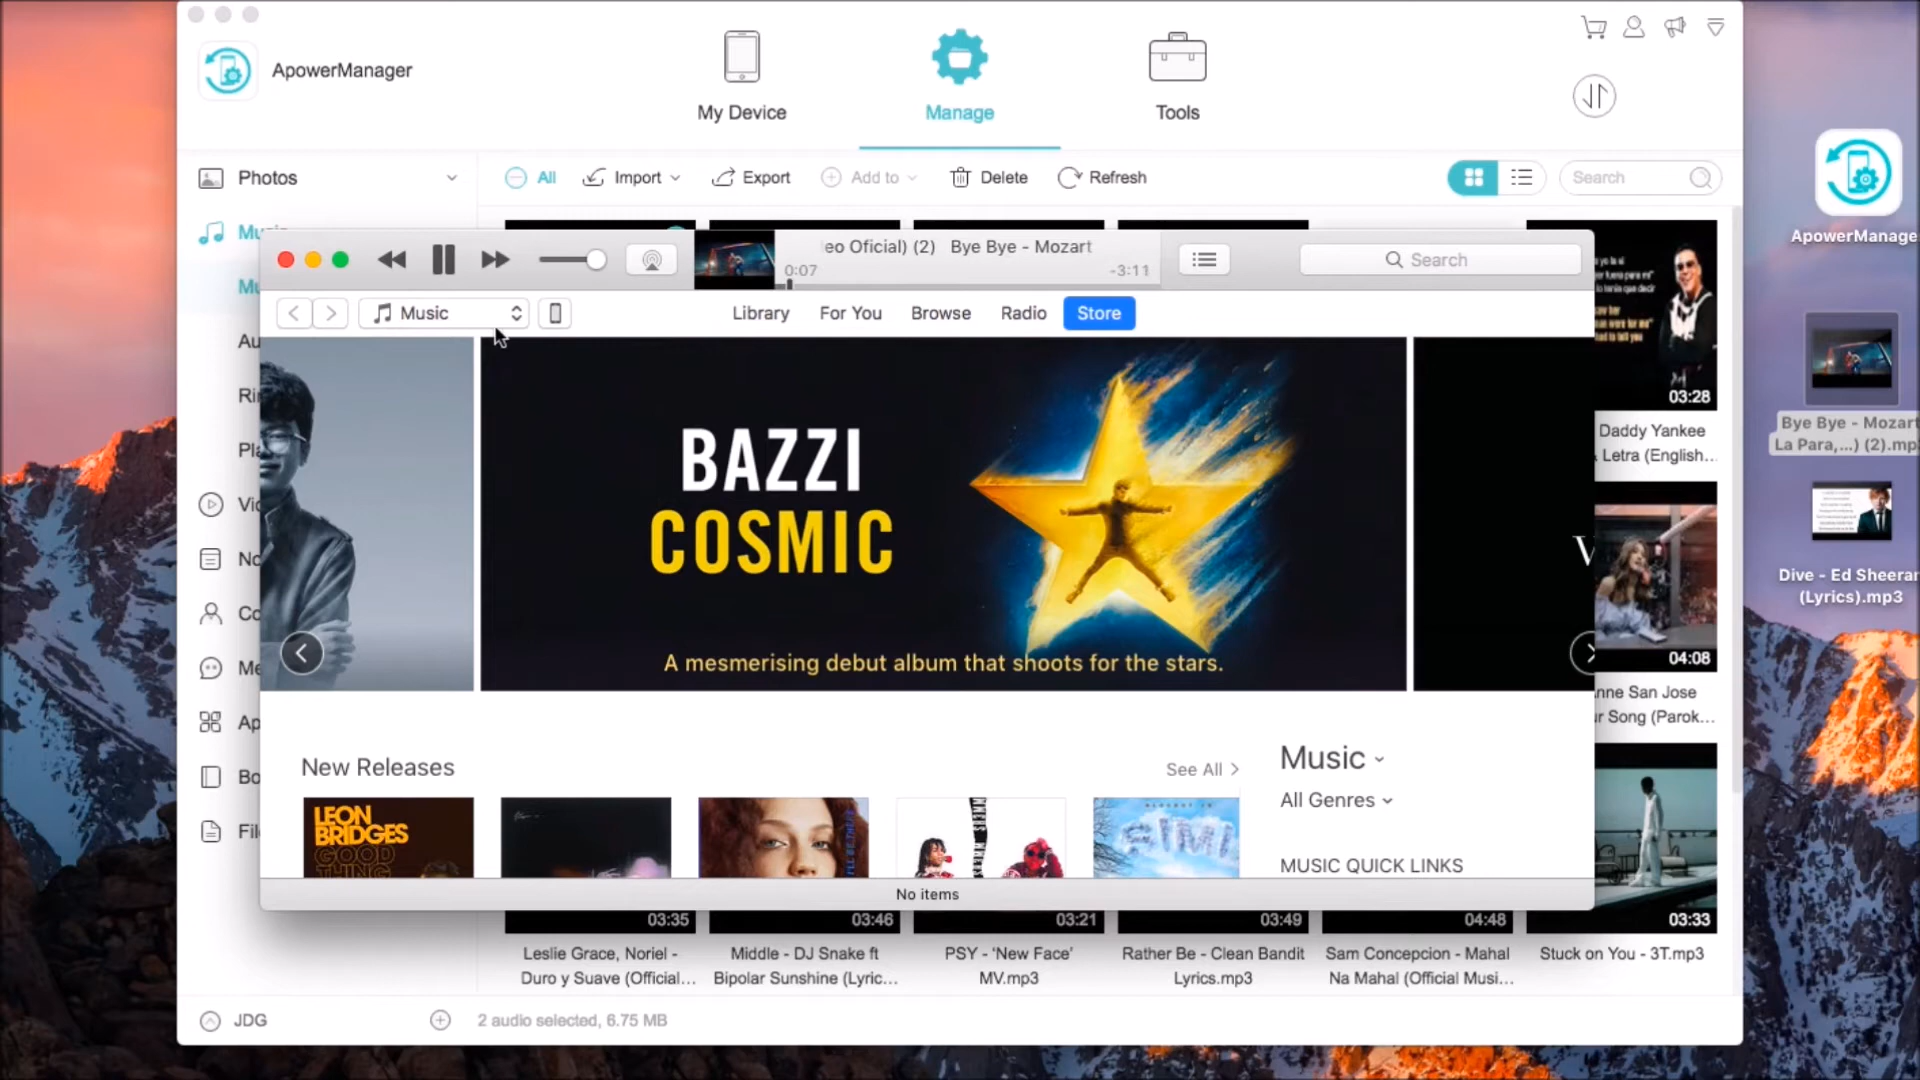 ApowerManager
My Device
Manage
Tools
Photos
All
Import
Export
Add to
Delete
Refresh
Search
eo Oficial) (2) Bye Bye - Mozart
0:07
-3:11
Search
Music
Library
For You
Browse
Radio
Store
BAZZI
COSMIC
A mesmerising debut album that shoots for the stars.
New Releases
See All
LEON
BRIDGES
GOOD
THING
Music
All Genres
MUSIC QUICK LINKS
No items
03:28
Daddy Yankee
Letra (English...
04:08
nne San Jose
r Song (Parok...
03:33
Stuck on You - 3T.mp3
03:35
Leslie Grace, Noriel -
Duro y Suave (Official...
03:46
Middle - DJ Snake ft
Bipolar Sunshine (Lyric...
03:21
PSY - 'New Face'
MV.mp3
03:49
Rather Be - Clean Bandit
Lyrics.mp3
04:48
Sam Concepcion - Mahal
Na Mahal (Official Musi...
JDG
2 audio selected, 6.75 MB
ApowerManage
Bye Bye - Mozart
La Para,...) (2).mp
Dive - Ed Sheeran
(Lyrics).mp3